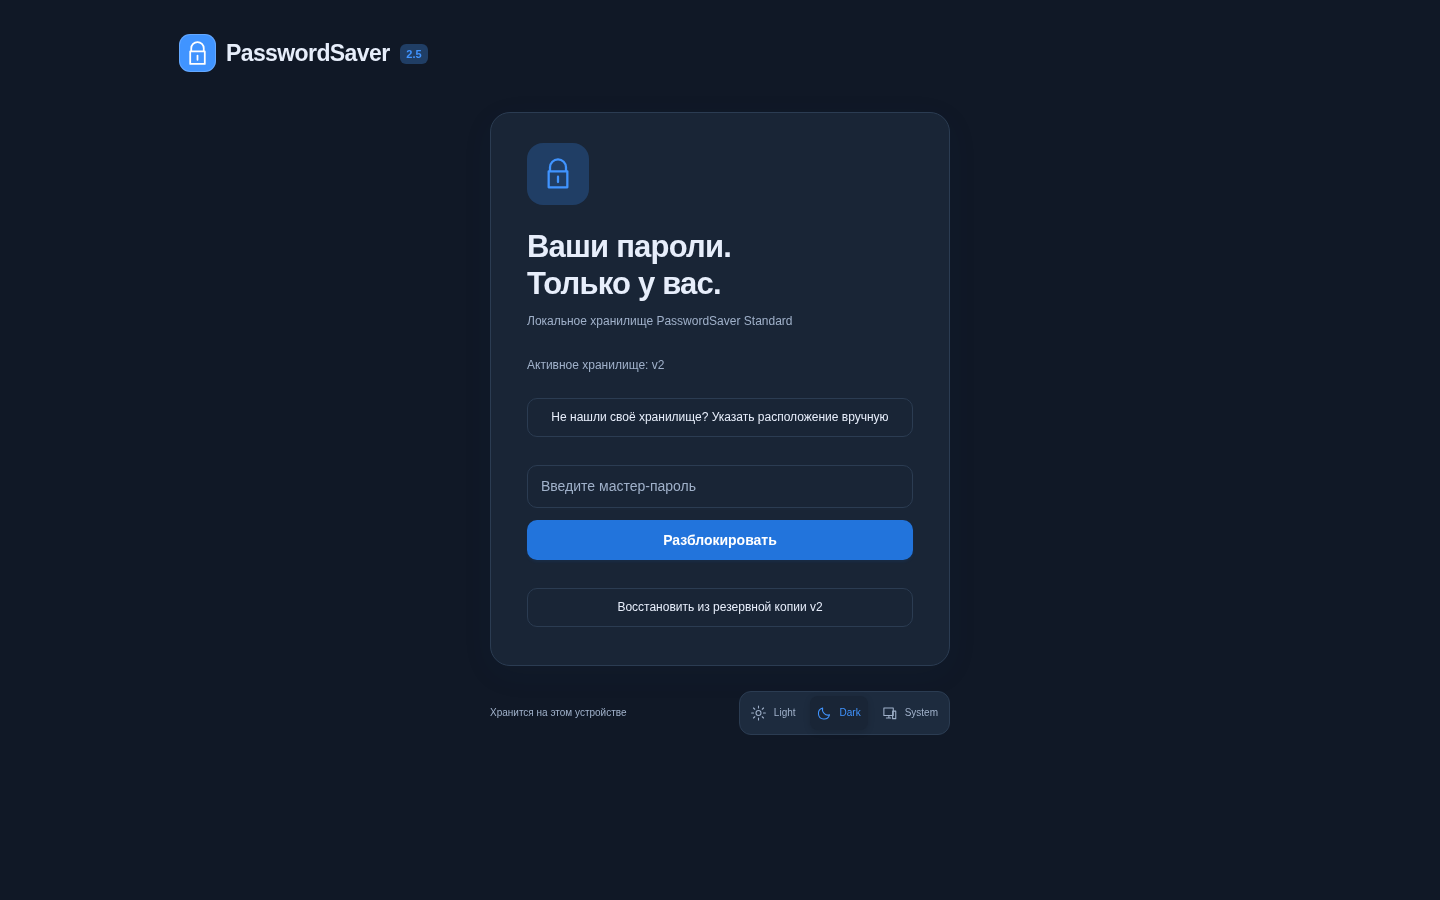 PasswordSaver 2.5
Ваши пароли.
Только у вас.
Локальное хранилище PasswordSaver Standard
Активное хранилище: v2
Не нашли своё хранилище? Указать расположение вручную
Введите мастер-пароль
Разблокировать
Восстановить из резервной копии v2
Хранится на этом устройстве
Light Dark System